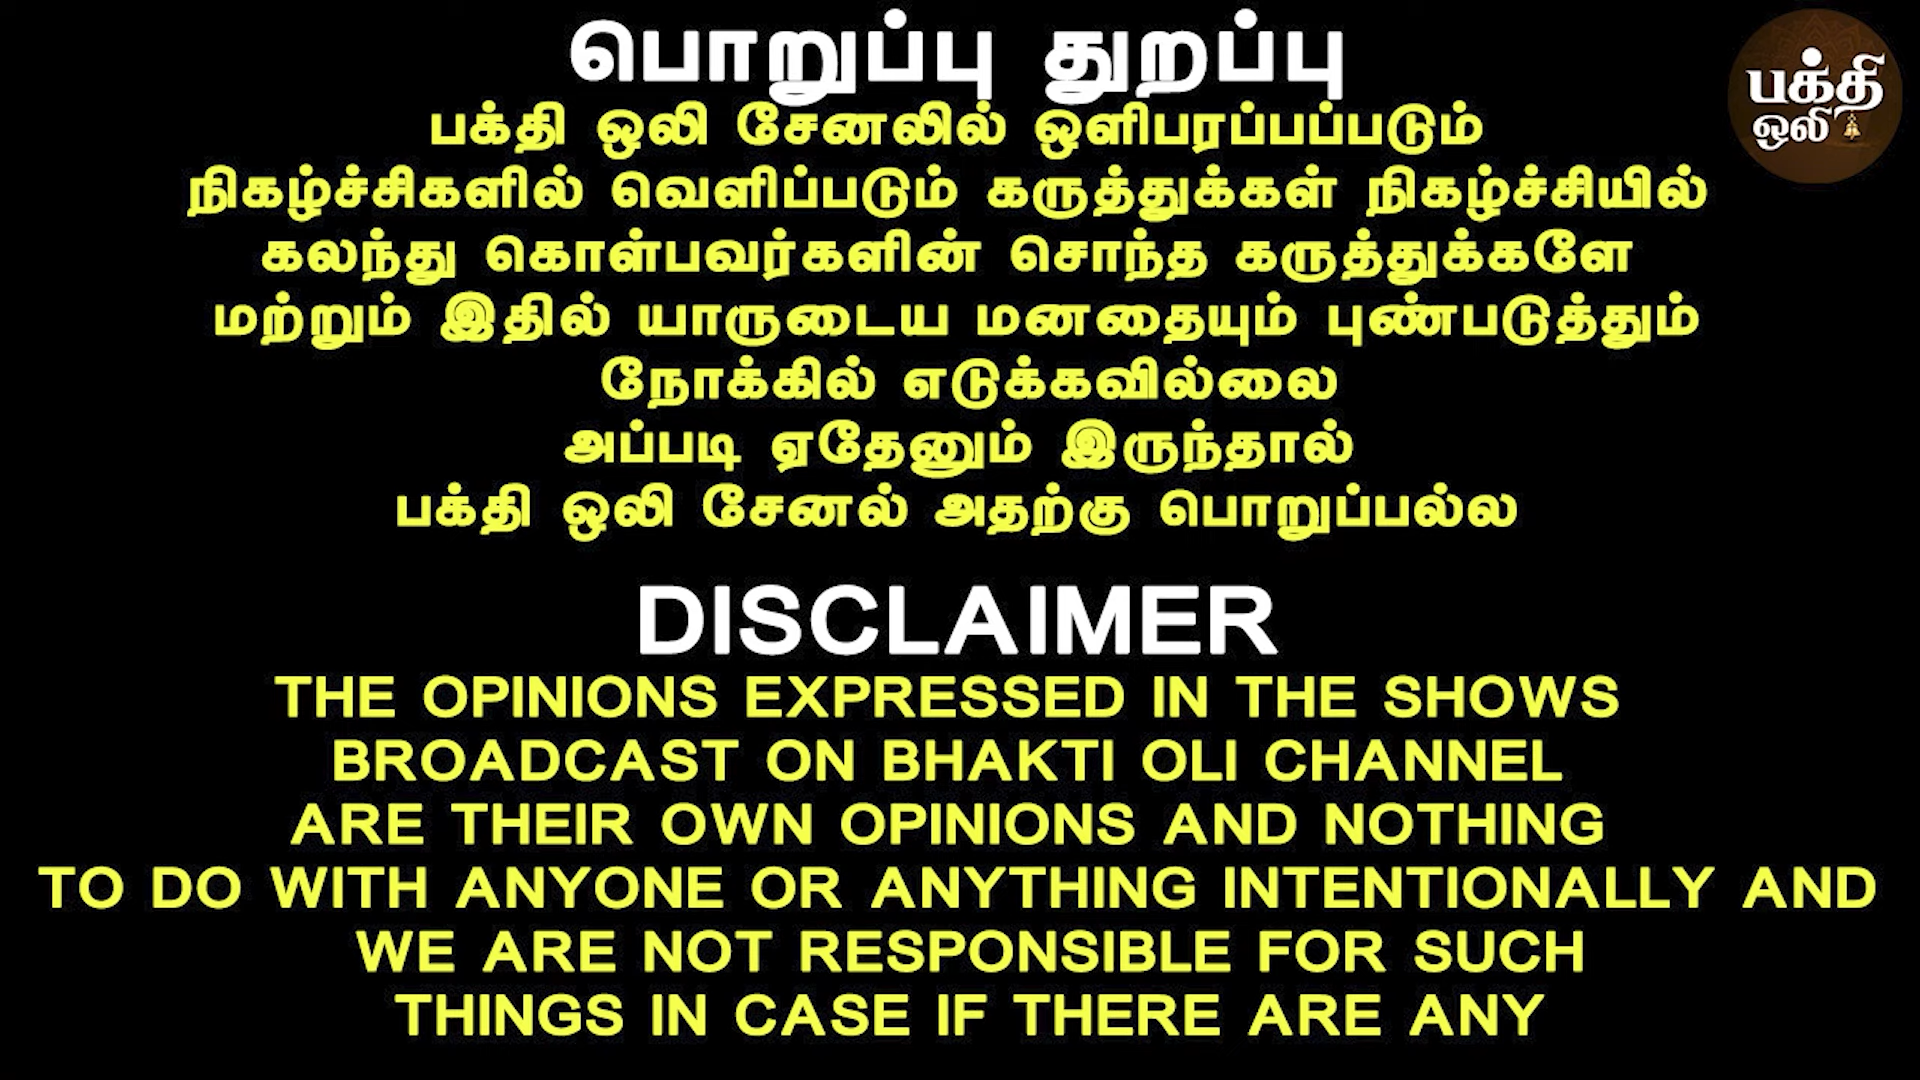 பொறுப்பு துறப்பு
பக்தி ஒலி சேனலில் ஒளிபரப்பப்படும்
நிகழ்ச்சிகளில் வெளிப்படும் கருத்துக்கள் நிகழ்ச்சியில்
கலந்து கொள்பவர்களின் சொந்த கருத்துக்களே
மற்றும் இதில் யாருடைய மனதையும் புண்படுத்தும்
நோக்கில் எடுக்கவில்லை
அப்படி ஏதேனும் இருந்தால்
பக்தி ஒலி சேனல் அதற்கு பொறுப்பல்ல
பக்தி
ஒலி
DISCLAIMER
THE OPINIONS EXPRESSED IN THE SHOWS
BROADCAST ON BHAKTI OLI CHANNEL
ARE THEIR OWN OPINIONS AND NOTHING
TO DO WITH ANYONE OR ANYTHING INTENTIONALLY AND
WE ARE NOT RESPONSIBLE FOR SUCH
THINGS IN CASE IF THERE ARE ANY